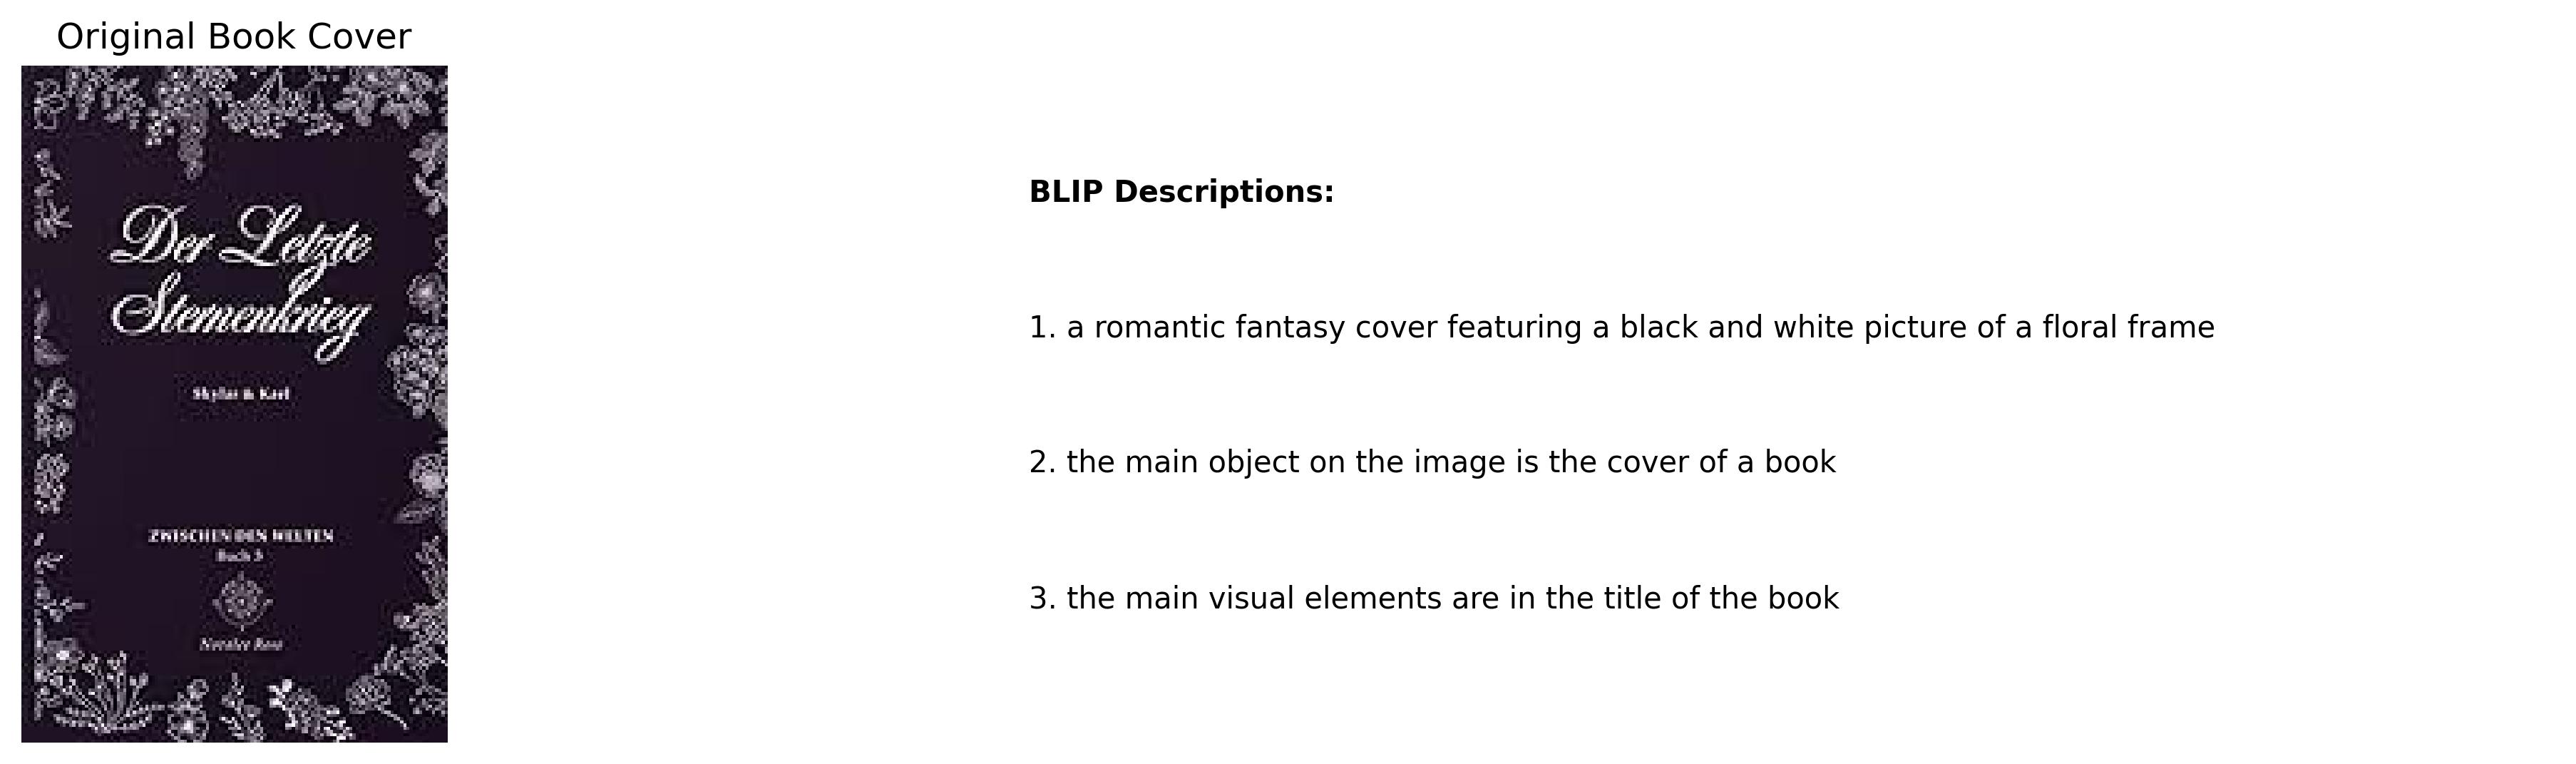 Original Book Cover
Der Letzte
Sternenkrieg
Skylar & Karl
ZWISCHEN DEN WELTEN
Buch 3
BLIP Descriptions:
1. a romantic fantasy cover featuring a black and white picture of a floral frame
2. the main object on the image is the cover of a book
3. the main visual elements are in the title of the book